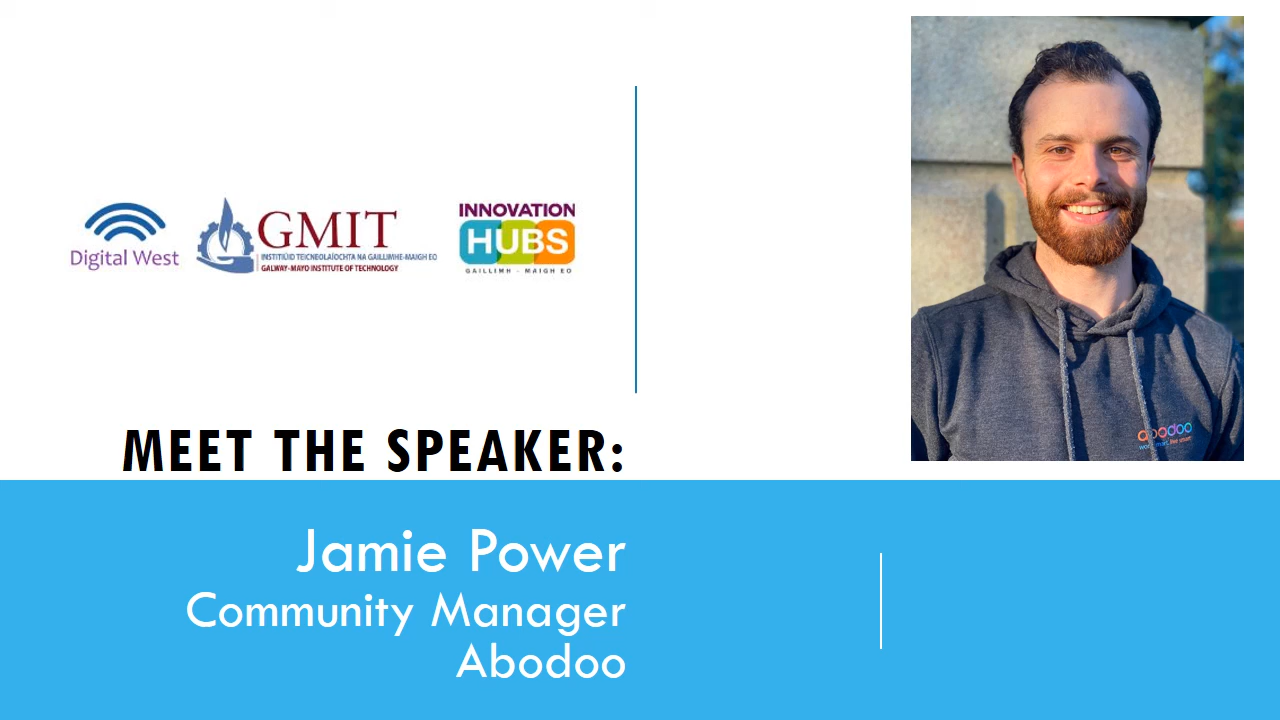 Digital West
GMIT
INSTITIÚID TEICNEOLAÍOCHTA NA GAILLIMHE-MAIGH EO
GALWAY-MAYO INSTITUTE OF TECHNOLOGY
INNOVATION
HUBS
GAILLIMH - MAIGH EO
abodoo
MEET THE SPEAKER:
Jamie Power
Community Manager
Abodoo